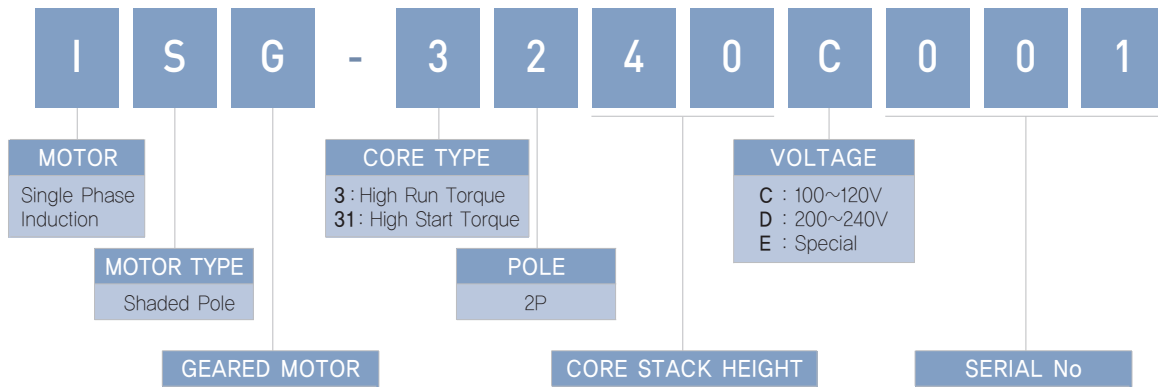 I S G - 3 2 4 0 C 0 0 1
MOTOR
Single Phase
Induction
CORE TYPE
3 : High Run Torque
31 : High Start Torque
VOLTAGE
C : 100~120V
D : 200~240V
E : Special
MOTOR TYPE
Shaded Pole
POLE
2P
GEARED MOTOR
CORE STACK HEIGHT
SERIAL No